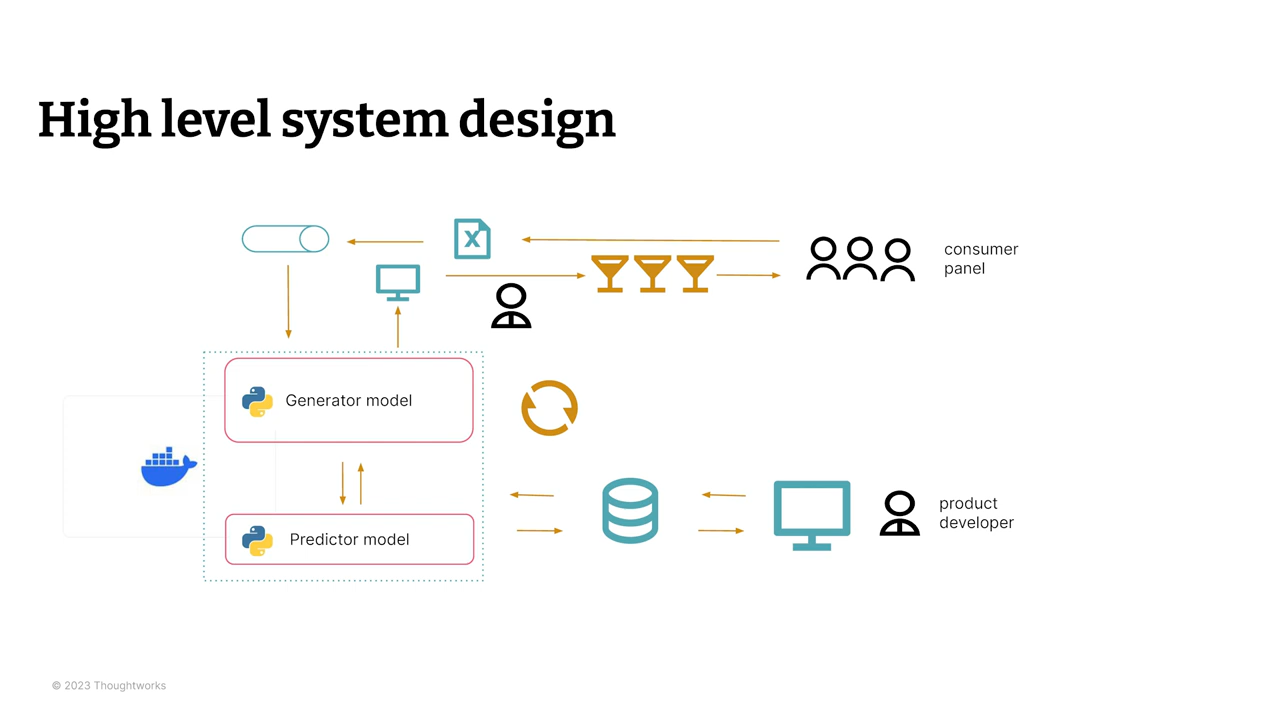 High level system design
consumer
panel
Generator model
Predictor model
product
developer
© 2023 Thoughtworks